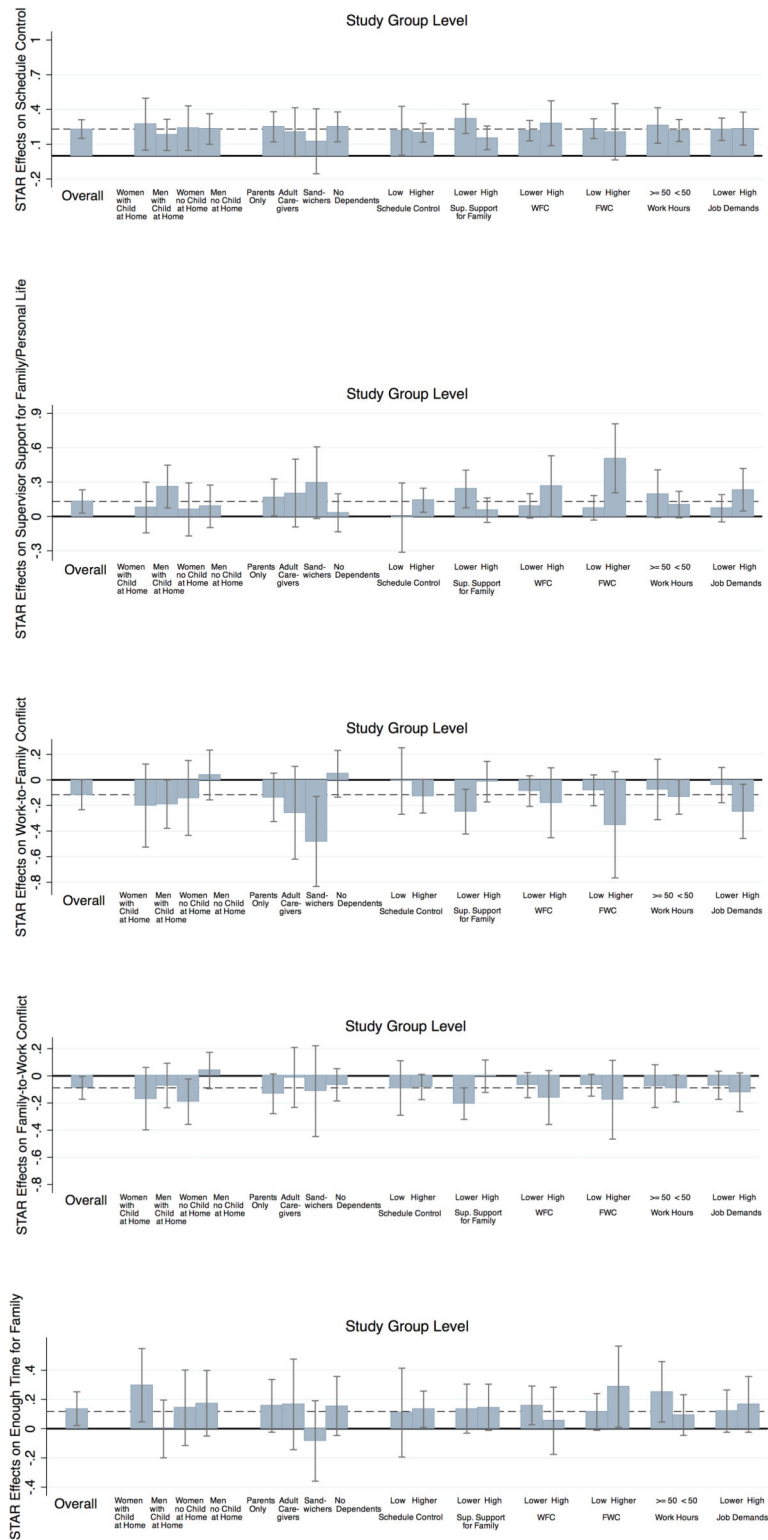 Study Group Level
STAR Effects on Schedule Control
1
.7
.4
.1
-.2
Overall
Women with Child at Home
Men with Child at Home
Women no Child at Home
Men no Child at Home
Parents Only
Adult Care-givers
Sand-wichers
No Dependents
Low Higher
Schedule Control
Lower High
Sup. Support for Family
Lower High
WFC
Low Higher
FWC
>= 50 <50
Work Hours
Lower High
Job Demands
Study Group Level
STAR Effects on Supervisor Support for Family/Personal Life
.9
.6
.3
0
-.3
Overall
Women with Child at Home
Men with Child at Home
Women no Child at Home
Men no Child at Home
Parents Only
Adult Care-givers
Sand-wichers
No Dependents
Low Higher
Schedule Control
Lower High
Sup. Support for Family
Lower High
WFC
Low Higher
FWC
>= 50 <50
Work Hours
Lower High
Job Demands
Study Group Level
STAR Effects on Work-to-Family Conflict
.2
0
-.2
-.4
-.6
-.8
Overall
Women with Child at Home
Men with Child at Home
Women no Child at Home
Men no Child at Home
Parents Only
Adult Care-givers
Sand-wichers
No Dependents
Low Higher
Schedule Control
Lower High
Sup. Support for Family
Lower High
WFC
Low Higher
FWC
>= 50 <50
Work Hours
Lower High
Job Demands
Study Group Level
STAR Effects on Family-to-Work Conflict
.2
0
-.2
-.4
-.6
-.8
Overall
Women with Child at Home
Men with Child at Home
Women no Child at Home
Men no Child at Home
Parents Only
Adult Care-givers
Sand-wichers
No Dependents
Low Higher
Schedule Control
Lower High
Sup. Support for Family
Lower High
WFC
Low Higher
FWC
>= 50 <50
Work Hours
Lower High
Job Demands
Study Group Level
STAR Effects on Enough Time for Family
.4
.2
0
-.2
-.4
Overall
Women with Child at Home
Men with Child at Home
Women no Child at Home
Men no Child at Home
Parents Only
Adult Care-givers
Sand-wichers
No Dependents
Low Higher
Schedule Control
Lower High
Sup. Support for Family
Lower High
WFC
Low Higher
FWC
>= 50 <50
Work Hours
Lower High
Job Demands